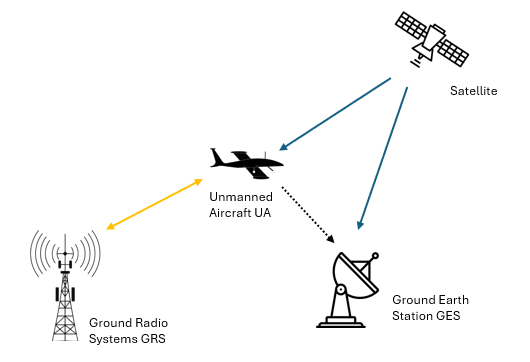 Satellite
Unmanned
Aircraft UA
Ground Earth
Station GES
Ground Radio
Systems GRS